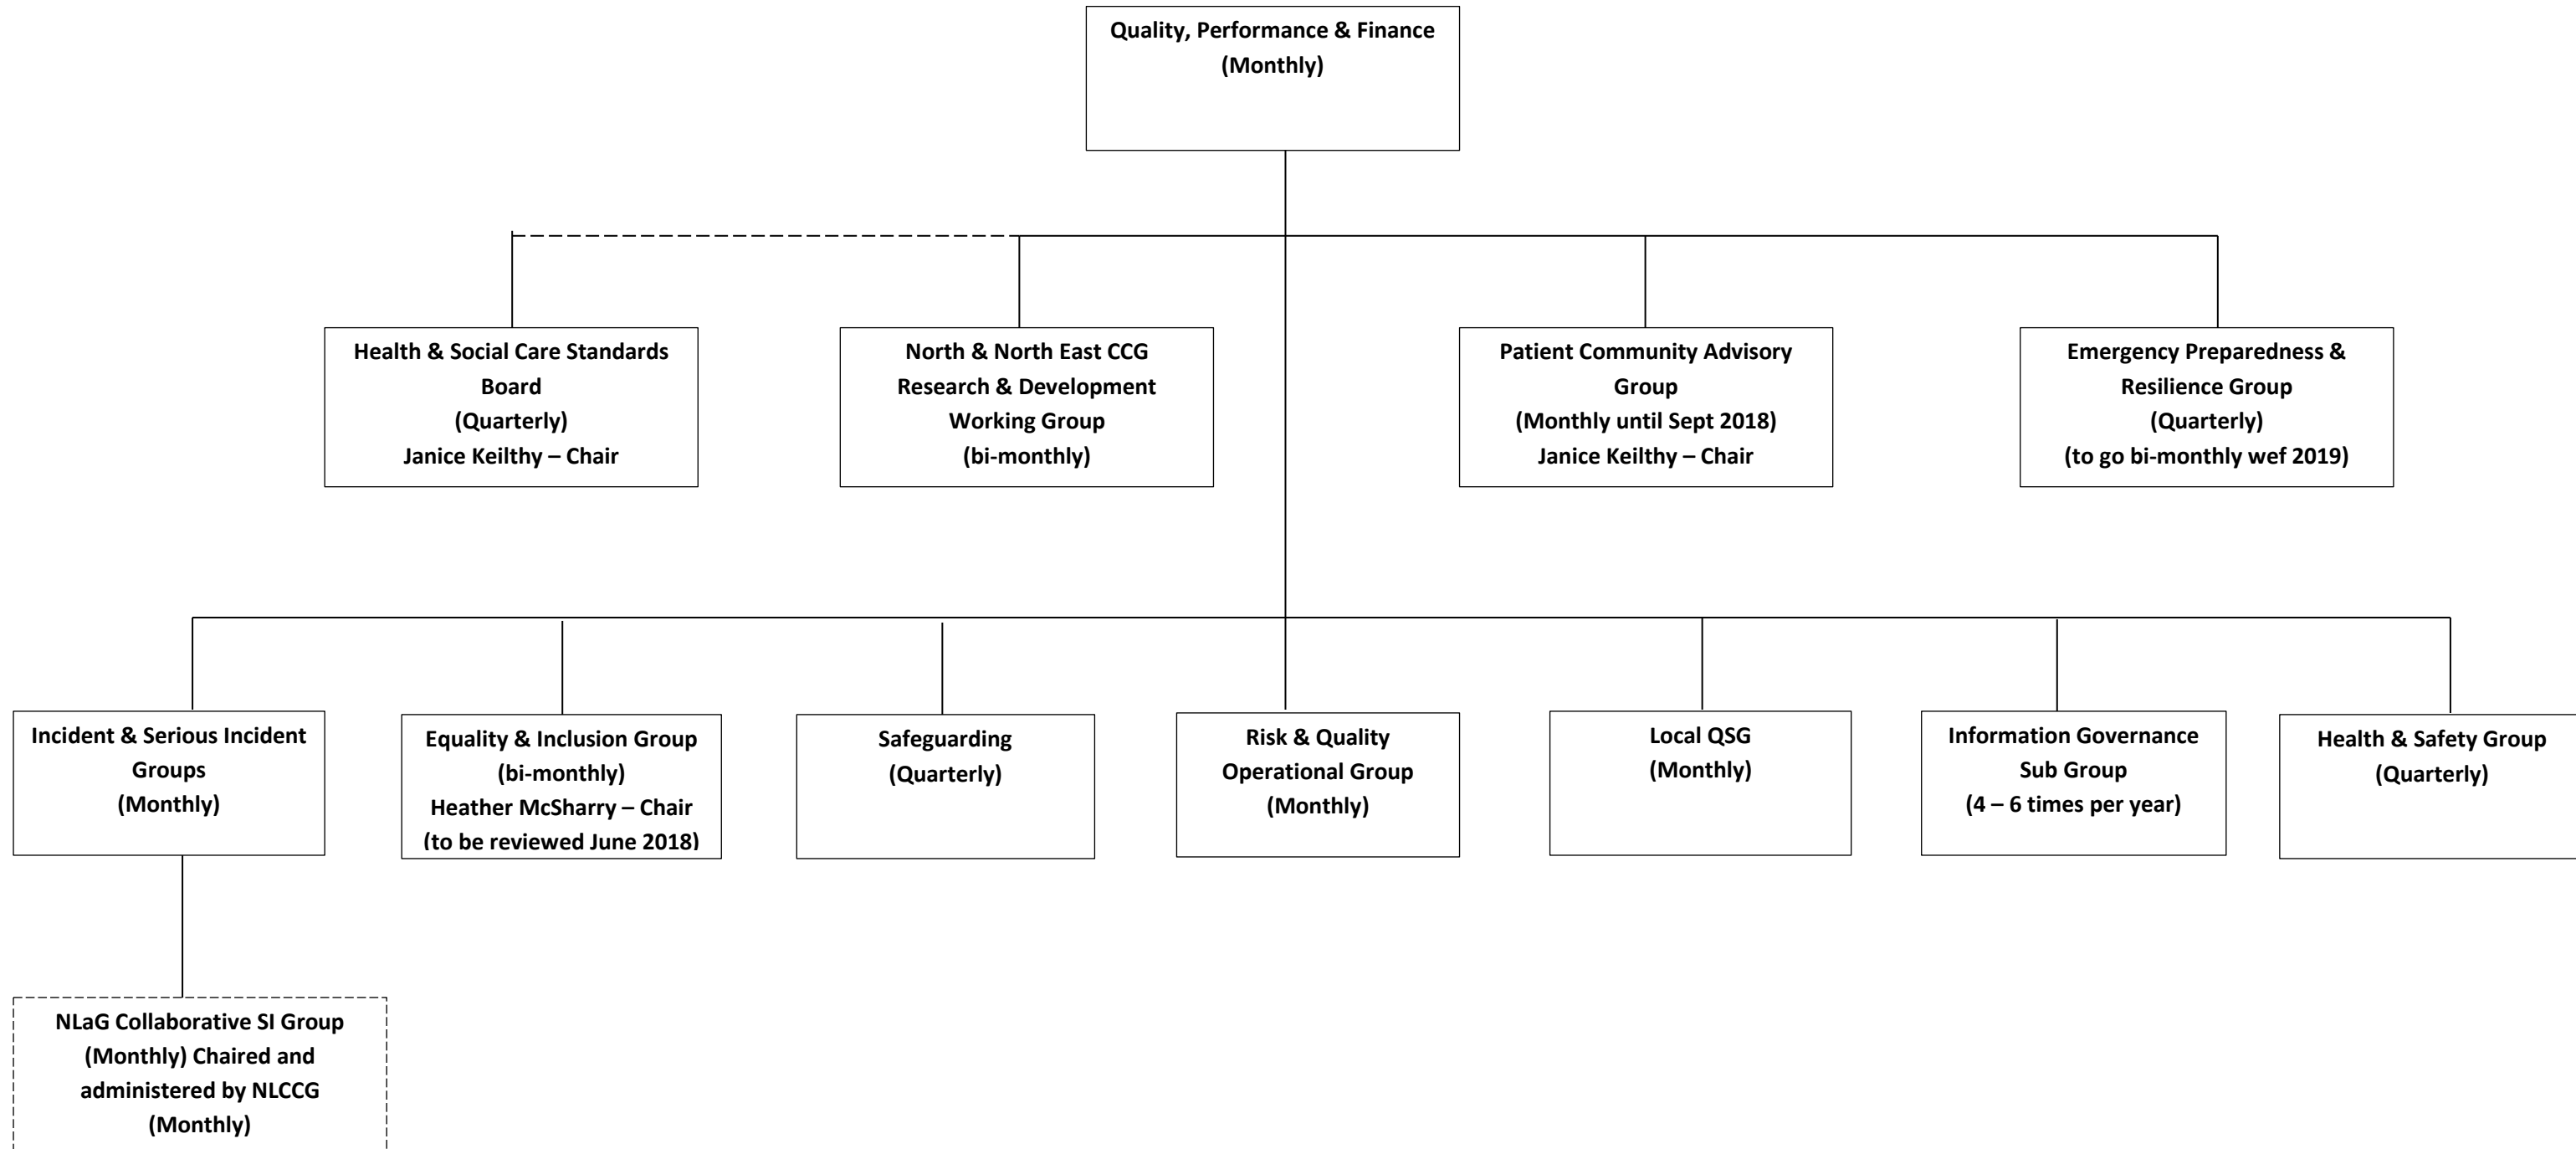 Quality, Performance & Finance
(Monthly)
Health & Social Care Standards
Board
(Quarterly)
Janice Keilthy – Chair
North & North East CCG
Research & Development
Working Group
(bi-monthly)
Patient Community Advisory
Group
(Monthly until Sept 2018)
Janice Keilthy – Chair
Emergency Preparedness &
Resilience Group
(Quarterly)
(to go bi-monthly wef 2019)
Incident & Serious Incident
Groups
(Monthly)
Equality & Inclusion Group
(bi-monthly)
Heather McSharry – Chair
(to be reviewed June 2018)
Safeguarding
(Quarterly)
Risk & Quality
Operational Group
(Monthly)
Local QSG
(Monthly)
Information Governance
Sub Group
(4 – 6 times per year)
Health & Safety Group
(Quarterly)
NLaG Collaborative SI Group
(Monthly) Chaired and
administered by NLCCG
(Monthly)